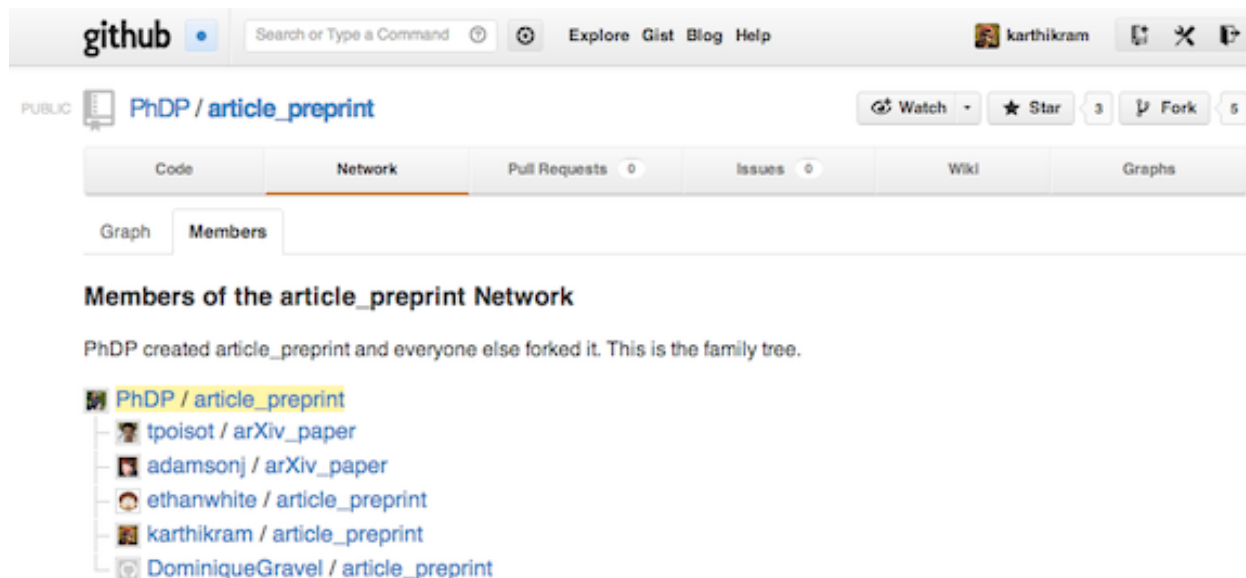 github Search or Type a Command Explore Gist Blog Help karthikram
PUBLIC PhDP / article_preprint Watch Star 3 Fork 5
Code Network Pull Requests 0 Issues 0 Wiki Graphs
Graph Members
Members of the article_preprint Network
PhDP created article_preprint and everyone else forked it. This is the family tree.
PhDP / article_preprint
tpoisot / arXiv_paper
adamsonj / arXiv_paper
ethanwhite / article_preprint
karthikram / article_preprint
DominiqueGravel / article_preprint